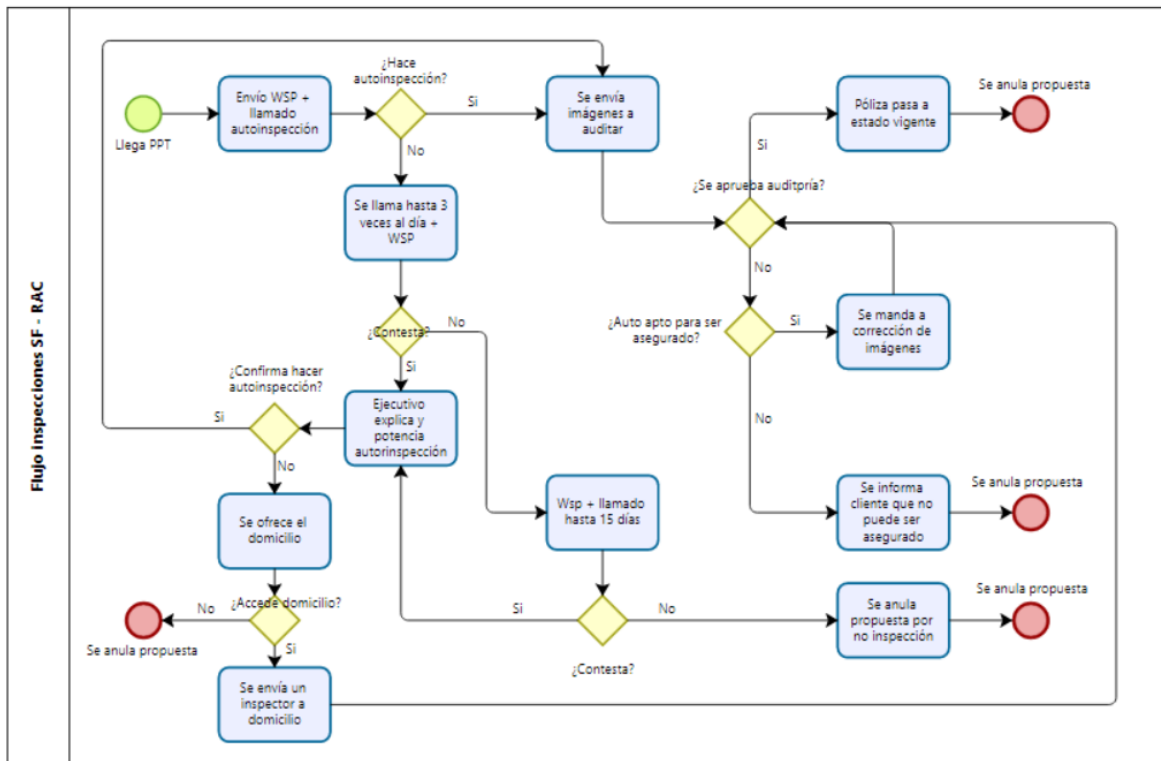 Flujo inspecciones SF - RAC
Llega PPT
Envío WSP +
llamado
autoinspección
¿Hace
autoinspección?
Si
No
Se envía
imágenes a
auditar
Póliza pasa a
estado vigente
Se anula propuesta
Si
¿Se aprueba auditpría?
No
Se llama hasta 3
veces al día +
WSP
¿Contesta?
No
Si
¿Auto apto para ser
asegurado?
Si
No
Se manda a
corrección de
imágenes
¿Confirma hacer
autoinspección?
Si
No
Ejecutivo
explica y
potencia
autorinspección
Se ofrece el
domicilio
Wsp + llamado
hasta 15 días
Se informa
cliente que no
puede ser
asegurado
Se anula propuesta
¿Accede domicilio?
No
Si
Se anula propuesta
Si
No
¿Contesta?
Se anula
propuesta por
no inspección
Se anula propuesta
Se envía un
inspector a
domicilio